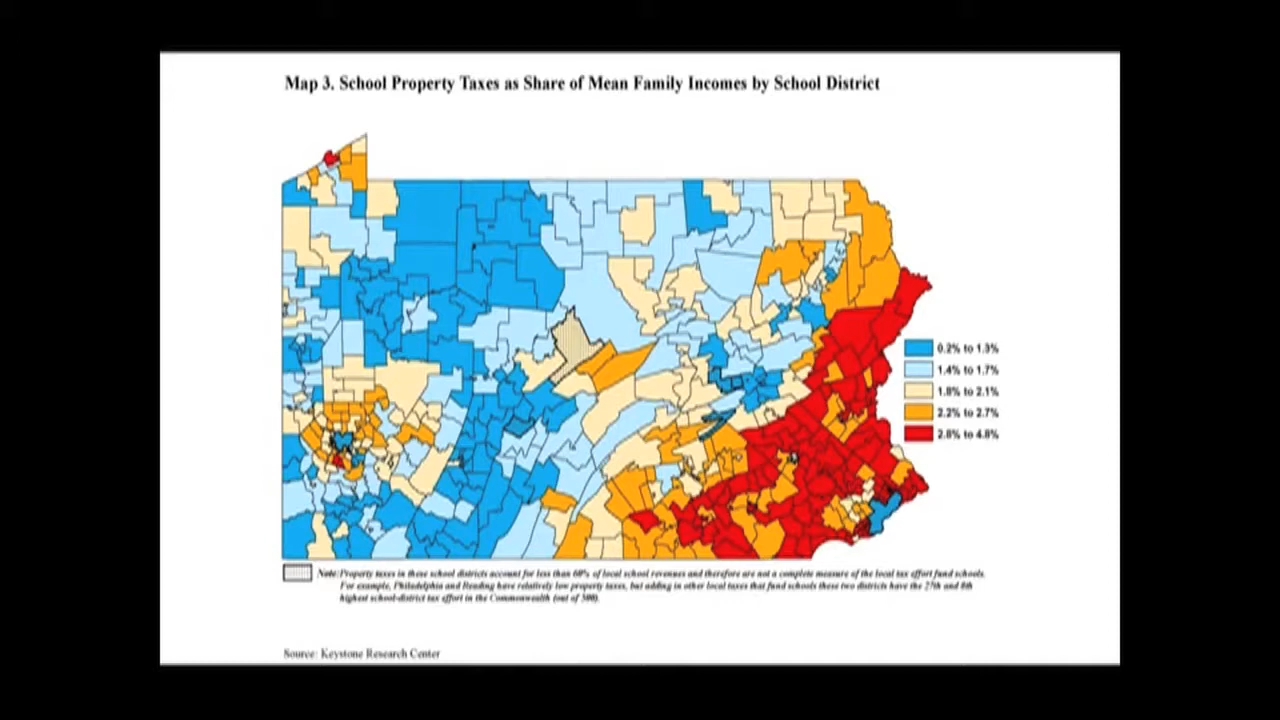 Map 3. School Property Taxes as Share of Mean Family Incomes by School District
0.2% to 1.3%
1.4% to 1.7%
1.8% to 2.1%
2.2% to 2.7%
2.8% to 4.8%
Note: Property taxes in these school districts account for less than 60% of local school revenues and therefore are not a complete measure of the local tax effort fund schools.
For example, Philadelphia and Reading have relatively low property taxes, but adding in other local taxes that fund schools these two districts have the 27th and 8th
highest school-district tax effort in the Commonwealth (out of 500).
Source: Keystone Research Center